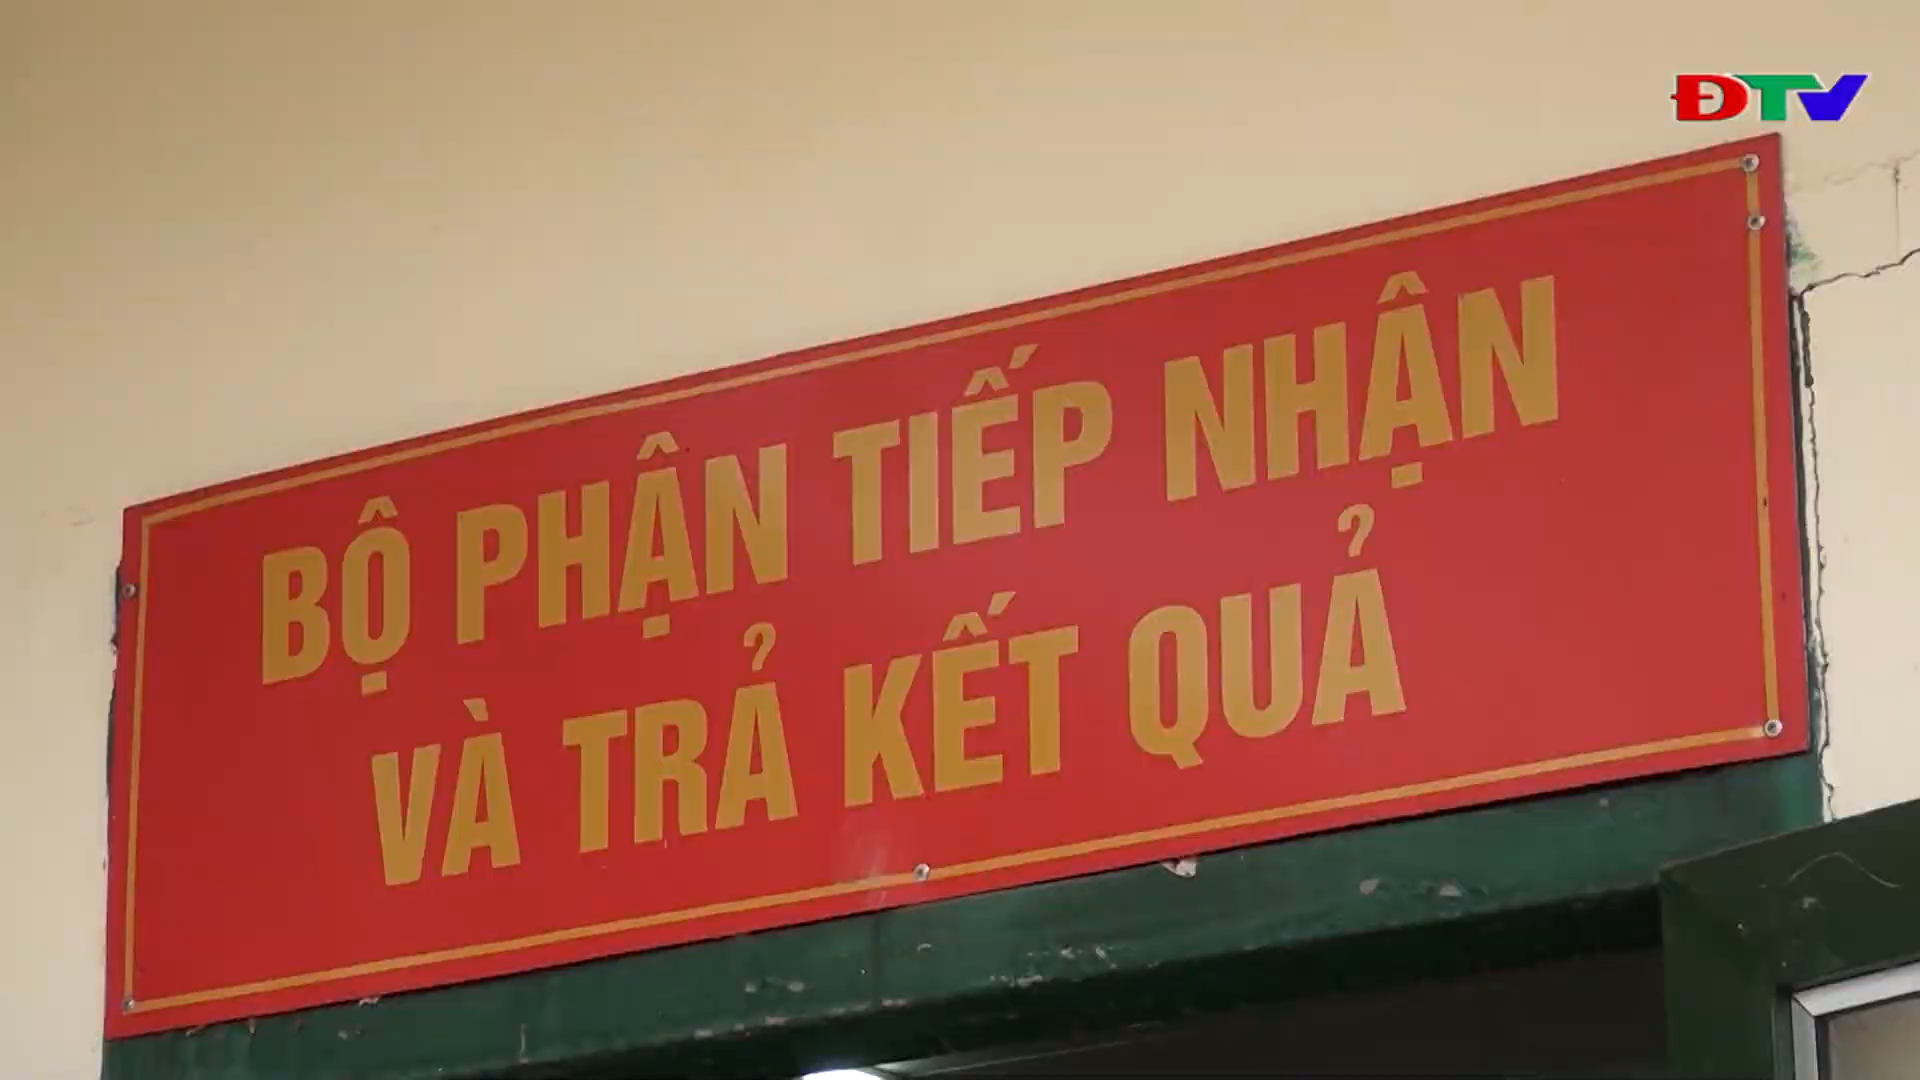 ĐTV
BỘ PHẬN TIẾP NHẬN
VÀ TRẢ KẾT QUẢ